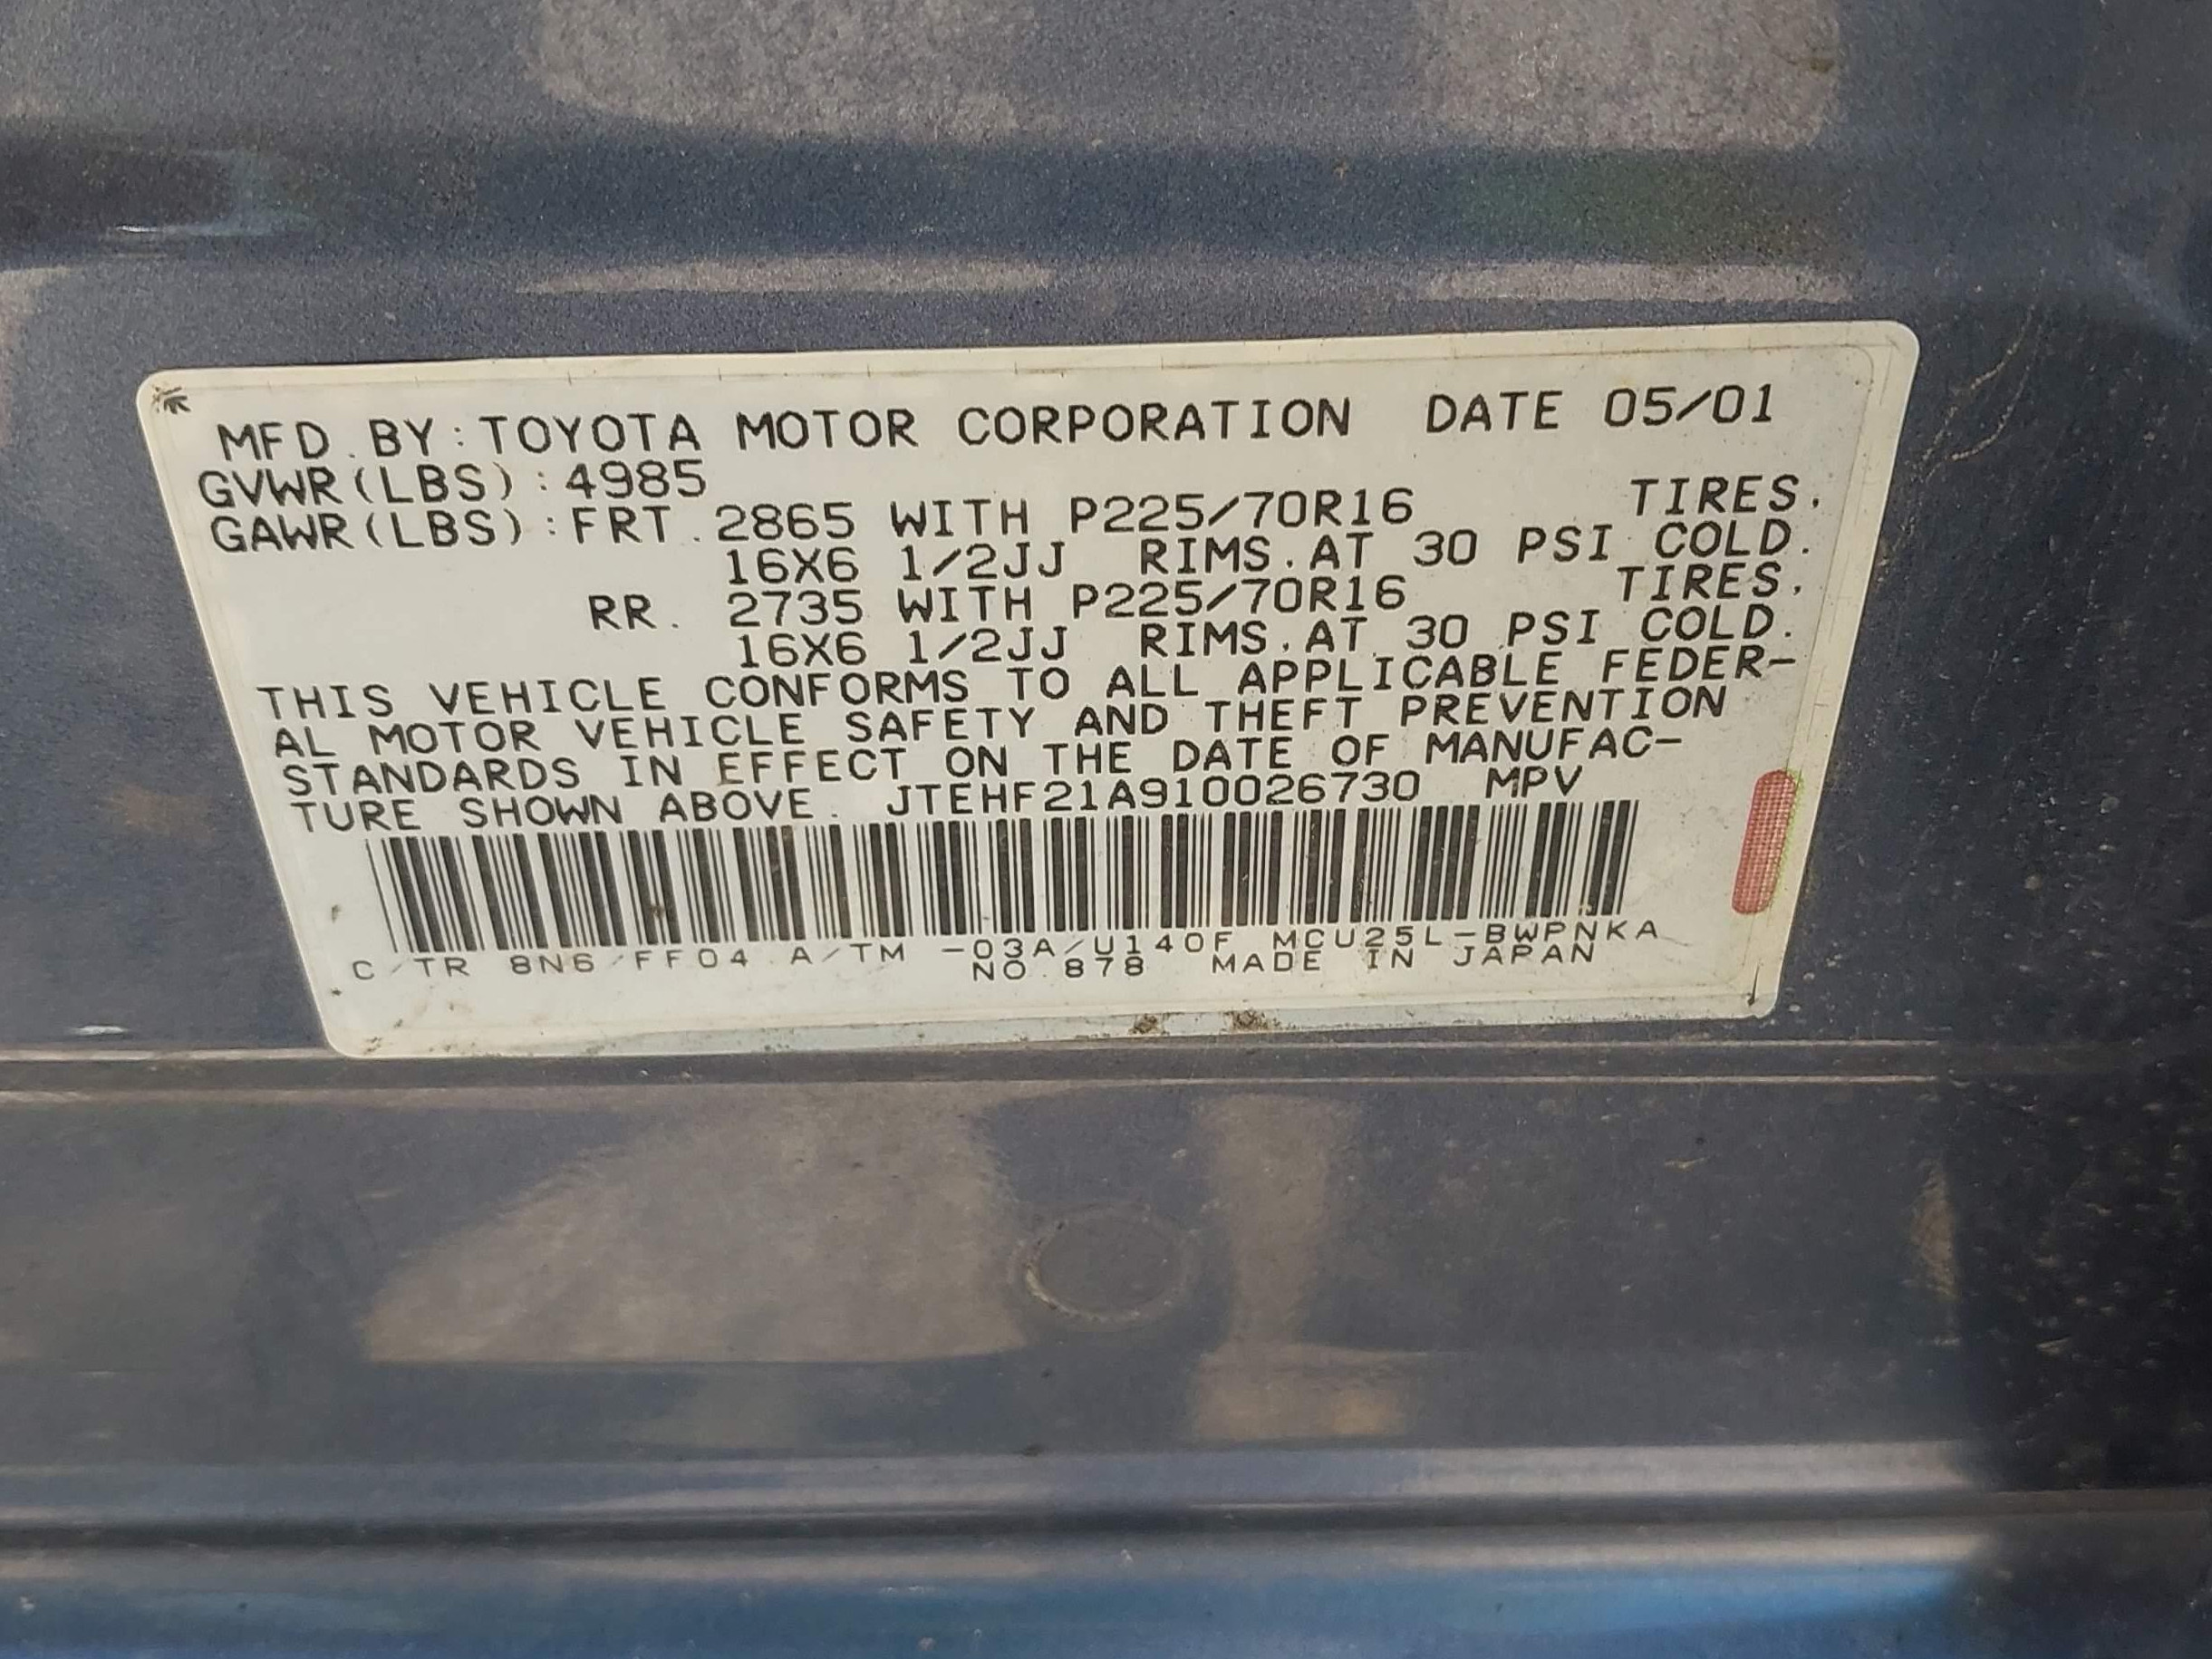 MFD. BY: TOYOTA MOTOR CORPORATION DATE 05/01
GVWR(LBS): 4985
GAWR(LBS): FRT. 2865 WITH P225/70R16 TIRES.
16X6 1/2JJ RIMS. AT 30 PSI COLD.
RR. 2735 WITH P225/70R16 TIRES.
16X6 1/2JJ RIMS. AT 30 PSI COLD.
THIS VEHICLE CONFORMS TO ALL APPLICABLE FEDER-
AL MOTOR VEHICLE SAFETY AND THEFT PREVENTION
STANDARDS IN EFFECT ON THE DATE OF MANUFAC-
TURE SHOWN ABOVE. JTEHF21A910026730 MPV
C/TR 8N6/FF04 A/TM -03A/U140F MCU25L-BWPNKA
NO.878 MADE IN JAPAN